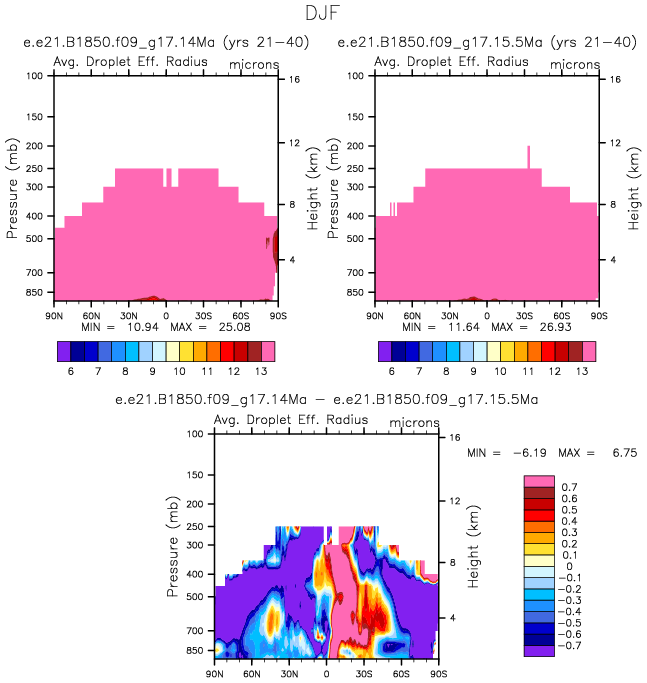 DJF
e.e21.B1850.f09_g17.14Ma (yrs 21-40)
Avg. Droplet Eff. Radius microns
100
150
200
250
300
400
500
700
850
Pressure (mb)
16
12
8
4
Height (km)
90N 60N 30N 0 30S 60S 90S
MIN = 10.94 MAX = 25.08
6 7 8 9 10 11 12 13
e.e21.B1850.f09_g17.15.5Ma (yrs 21-40)
Avg. Droplet Eff. Radius microns
100
150
200
250
300
400
500
700
850
Pressure (mb)
16
12
8
4
Height (km)
90N 60N 30N 0 30S 60S 90S
MIN = 11.64 MAX = 26.93
6 7 8 9 10 11 12 13
e.e21.B1850.f09_g17.14Ma - e.e21.B1850.f09_g17.15.5Ma
Avg. Droplet Eff. Radius microns
100
150
200
250
300
400
500
700
850
Pressure (mb)
16
12
8
4
Height (km)
90N 60N 30N 0 30S 60S 90S
MIN = -6.19 MAX = 6.75
0.7
0.6
0.5
0.4
0.3
0.2
0.1
0
-0.1
-0.2
-0.3
-0.4
-0.5
-0.6
-0.7